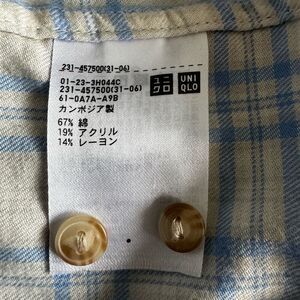 231-457500(31-06)
01-23-3H044C
231-457500(31-06)
61-0A7A-A9B
カンボジア製
67% 綿
19% アクリル
14% レーヨン
ユニ
クロ
UNI
QLO